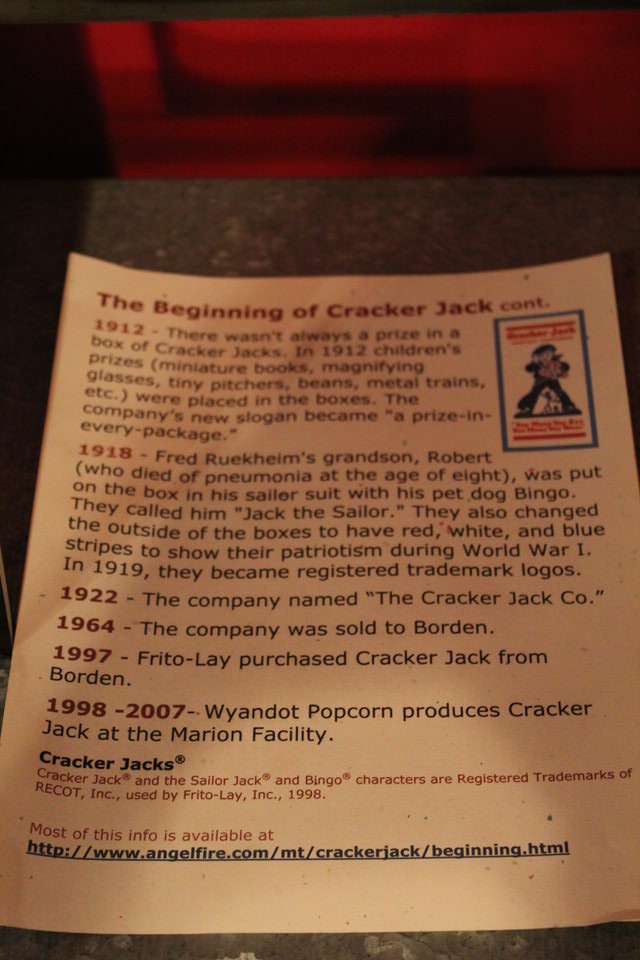 The Beginning of Cracker Jack cont.
1912 - There wasn't always a prize in a
box of Cracker Jacks. In 1912 children's
prizes (miniature books, magnifying
glasses, tiny pitchers, beans, metal trains,
etc.) were placed in the boxes. The
company's new slogan became "a prize-in-
every-package."
Cracker Jack
1918 - Fred Ruekheim's grandson, Robert
(who died of pneumonia at the age of eight), was put
on the box in his sailor suit with his pet dog Bingo.
They called him "Jack the Sailor." They also changed
the outside of the boxes to have red, white, and blue
stripes to show their patriotism during World War I.
In 1919, they became registered trademark logos.
- 1922 - The company named “The Cracker Jack Co.”
1964 - The company was sold to Borden.
1997 - Frito-Lay purchased Cracker Jack from
Borden.
1998 -2007- Wyandot Popcorn produces Cracker
Jack at the Marion Facility.
Cracker Jacks®
Cracker Jack® and the Sailor Jack® and Bingo® characters are Registered Trademarks of
RECOT, Inc., used by Frito-Lay, Inc., 1998.
Most of this info is available at
http://www.angelfire.com/mt/crackerjack/beginning.html